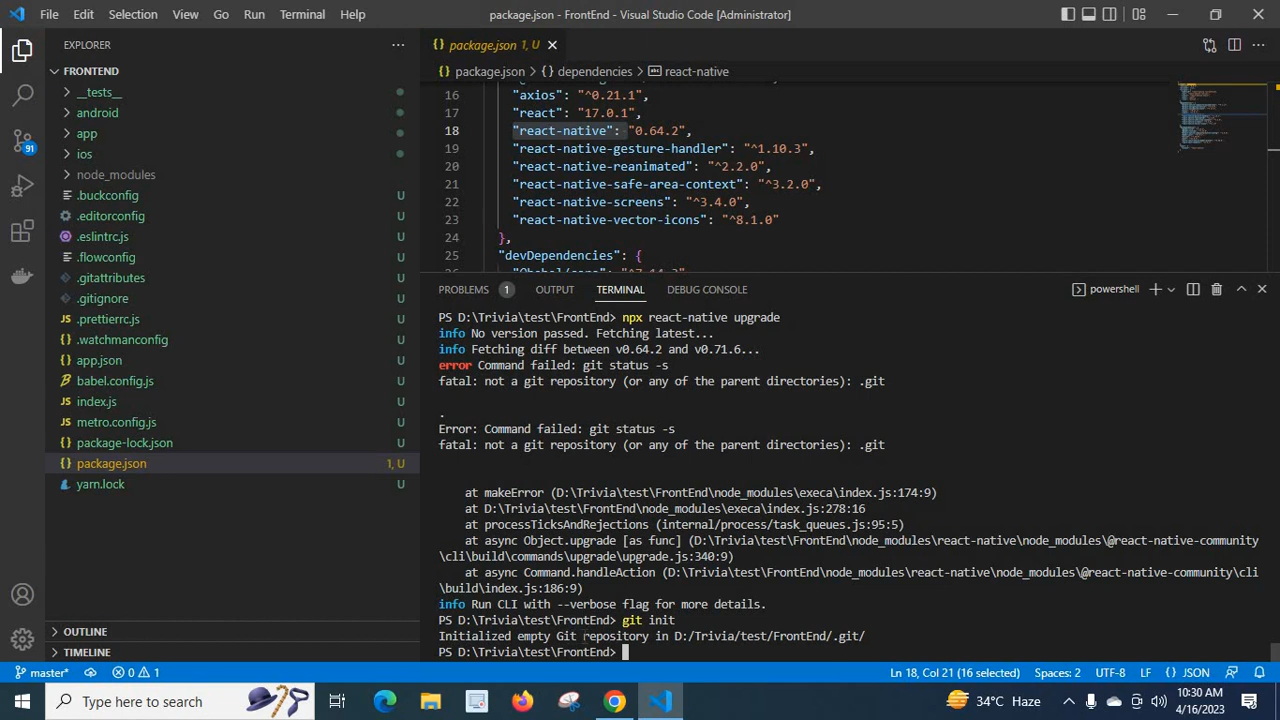 File Edit Selection View Go Run Terminal Help
package.json - FrontEnd - Visual Studio Code [Administrator]
EXPLORER
FRONTEND
__tests__
android
app
ios
node_modules
.buckconfig U
.editorconfig U
.eslintrc.js U
.flowconfig U
.gitattributes U
.gitignore U
.prettierrc.js U
.watchmanconfig U
app.json U
babel.config.js U
index.js U
metro.config.js U
package-lock.json U
package.json 1, U
yarn.lock U
OUTLINE
TIMELINE
91
package.json 1, U
package.json > {} dependencies > abc react-native
16 "axios": "^0.21.1",
17 "react": "17.0.1",
18 "react-native": "0.64.2",
19 "react-native-gesture-handler": "^1.10.3",
20 "react-native-reanimated": "^2.2.0",
21 "react-native-safe-area-context": "^3.2.0",
22 "react-native-screens": "^3.4.0",
23 "react-native-vector-icons": "^8.1.0"
24 },
25 "devDependencies": {
PROBLEMS 1 OUTPUT TERMINAL DEBUG CONSOLE
powershell
PS D:\Trivia\test\FrontEnd> npx react-native upgrade
info No version passed. Fetching latest...
info Fetching diff between v0.64.2 and v0.71.6...
error Command failed: git status -s
fatal: not a git repository (or any of the parent directories): .git
.
Error: Command failed: git status -s
fatal: not a git repository (or any of the parent directories): .git
at makeError (D:\Trivia\test\FrontEnd\node_modules\execa\index.js:174:9)
at D:\Trivia\test\FrontEnd\node_modules\execa\index.js:278:16
at processTicksAndRejections (internal/process/task_queues.js:95:5)
at async Object.upgrade [as func] (D:\Trivia\test\FrontEnd\node_modules\react-native\node_modules\@react-native-community
\cli\build\commands\upgrade\upgrade.js:340:9)
at async Command.handleAction (D:\Trivia\test\FrontEnd\node_modules\react-native\node_modules\@react-native-community\cli
\build\index.js:186:9)
info Run CLI with --verbose flag for more details.
PS D:\Trivia\test\FrontEnd> git init
Initialized empty Git repository in D:/Trivia/test/FrontEnd/.git/
PS D:\Trivia\test\FrontEnd>
master* 0 1
Ln 18, Col 21 (16 selected) Spaces: 2 UTF-8 LF {} JSON
Type here to search
34°C Haze
10:30 AM
4/16/2023